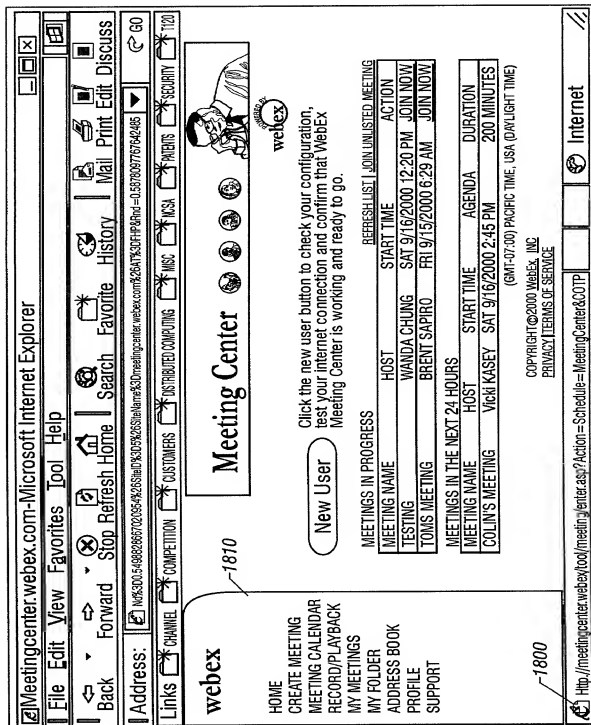 Meetingcenter.webex.com-Microsoft Internet Explorer
File Edit View Favorites Tool Help
Back Forward Stop Refresh Home Search Favorite History Mail Print Edit Discuss
Address: GO
Links CHANNEL COMPETITION CUSTOMERS DISTRIBUTED COMPUTING MISC NCSA PATENTS SECURITY T120
webex
HOME
CREATE MEETING
MEETING CALENDAR
RECORD/PLAYBACK
MY MEETINGS
MY FOLDER
ADDRESS BOOK
PROFILE
SUPPORT
1810
1800
Meeting Center
POWERED BY
webex
New User
Click the new user button to check your configuration,
test your internet connection and confirm that WebEx
Meeting Center is working and ready to go.
REFRESH LIST | JOIN UNLISTED MEETING
MEETINGS IN PROGRESS
MEETING NAME HOST START TIME ACTION
TESTING WANDA CHUNG SAT 9/16/2000 12:20 PM JOIN NOW
TOMS MEETING BRENT SAPIRO FRI 9/15/2000 6:29 AM JOIN NOW
MEETINGS IN THE NEXT 24 HOURS
MEETING NAME HOST START TIME AGENDA DURATION
COLIN'S MEETING Vicki KASEY SAT 9/16/2000 2:45 PM 200 MINUTES
(GMT-07:00) PACIFIC TIME, USA (DAYLIGHT TIME)
COPYRIGHT@2000 WebEx, INC
PRIVACY | TERMS OF SERVICE
Http://meetingcenter.webex/tool/meeting/enter.asp?Action=Schedule=MeetingCenter&COTP
Internet